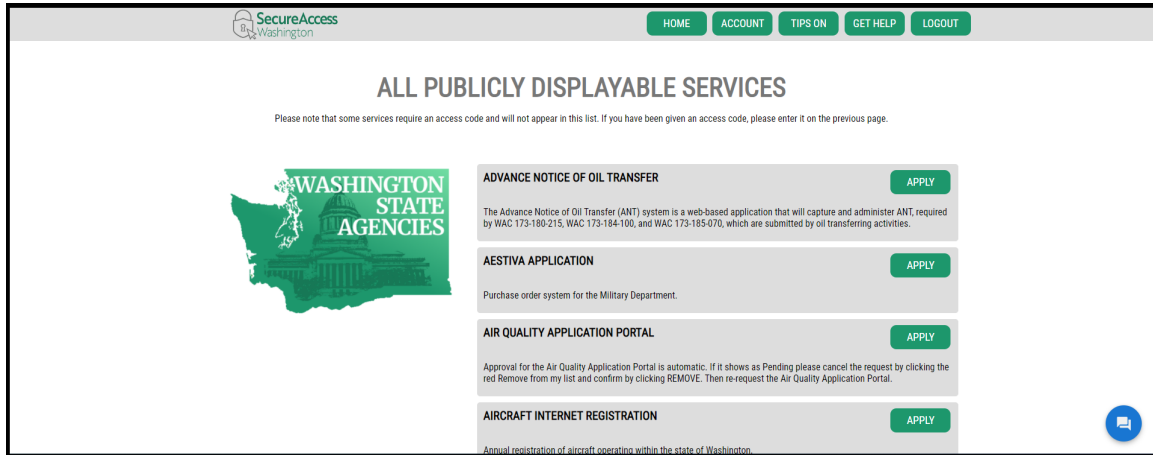 SecureAccess
Washington
HOME
ACCOUNT
TIPS ON
GET HELP
LOGOUT
ALL PUBLICLY DISPLAYABLE SERVICES
Please note that some services require an access code and will not appear in this list. If you have been given an access code, please enter it on the previous page.
WASHINGTON
STATE
AGENCIES
ADVANCE NOTICE OF OIL TRANSFER
APPLY
The Advance Notice of Oil Transfer (ANT) system is a web-based application that will capture and administer ANT, required
by WAC 173-180-215, WAC 173-184-100, and WAC 173-185-070, which are submitted by oil transferring activities.
AESTIVA APPLICATION
APPLY
Purchase order system for the Military Department.
AIR QUALITY APPLICATION PORTAL
APPLY
Approval for the Air Quality Application Portal is automatic. If it shows as Pending please cancel the request by clicking the
red Remove from my list and confirm by clicking REMOVE. Then re-request the Air Quality Application Portal.
AIRCRAFT INTERNET REGISTRATION
APPLY
Annual registration of aircraft operating within the state of Washington.